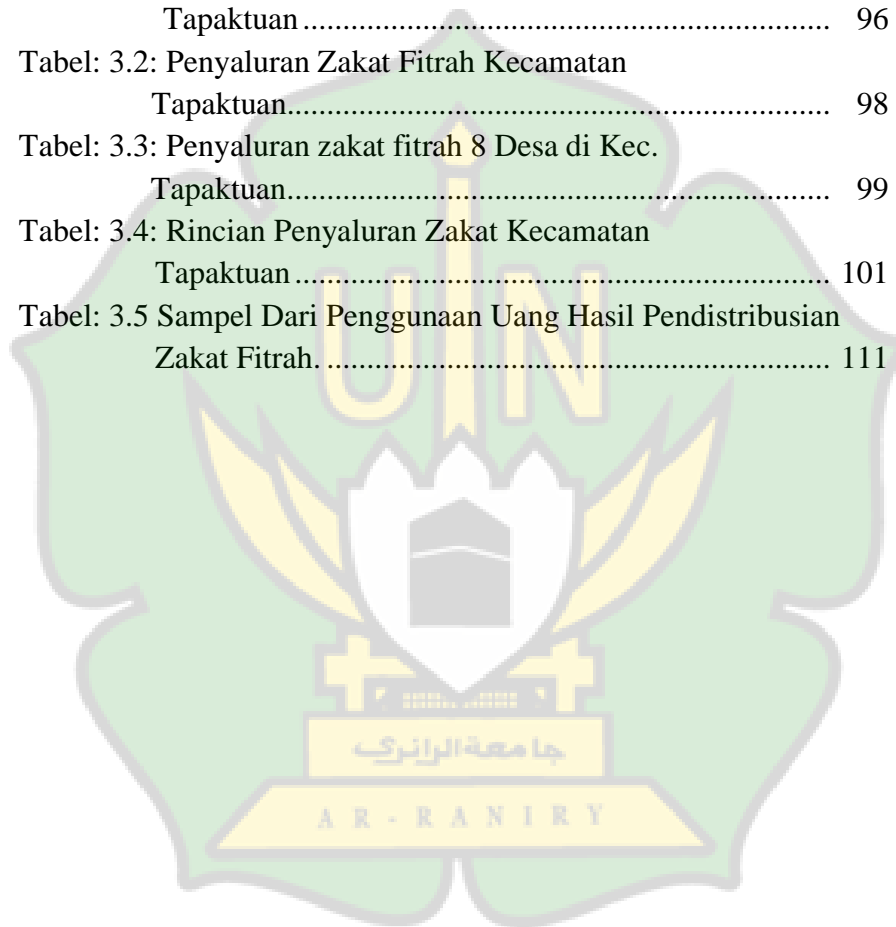 Tapaktuan ........................................................................ 96
Tabel: 3.2: Penyaluran Zakat Fitrah Kecamatan
Tapaktuan........................................................................ 98
Tabel: 3.3: Penyaluran zakat fitrah 8 Desa di Kec.
Tapaktuan........................................................................ 99
Tabel: 3.4: Rincian Penyaluran Zakat Kecamatan
Tapaktuan ........................................................................ 101
Tabel: 3.5 Sampel Dari Penggunaan Uang Hasil Pendistribusian
Zakat Fitrah. ..................................................................... 111
UIN
جامعةالرانري
AR-RANIRY